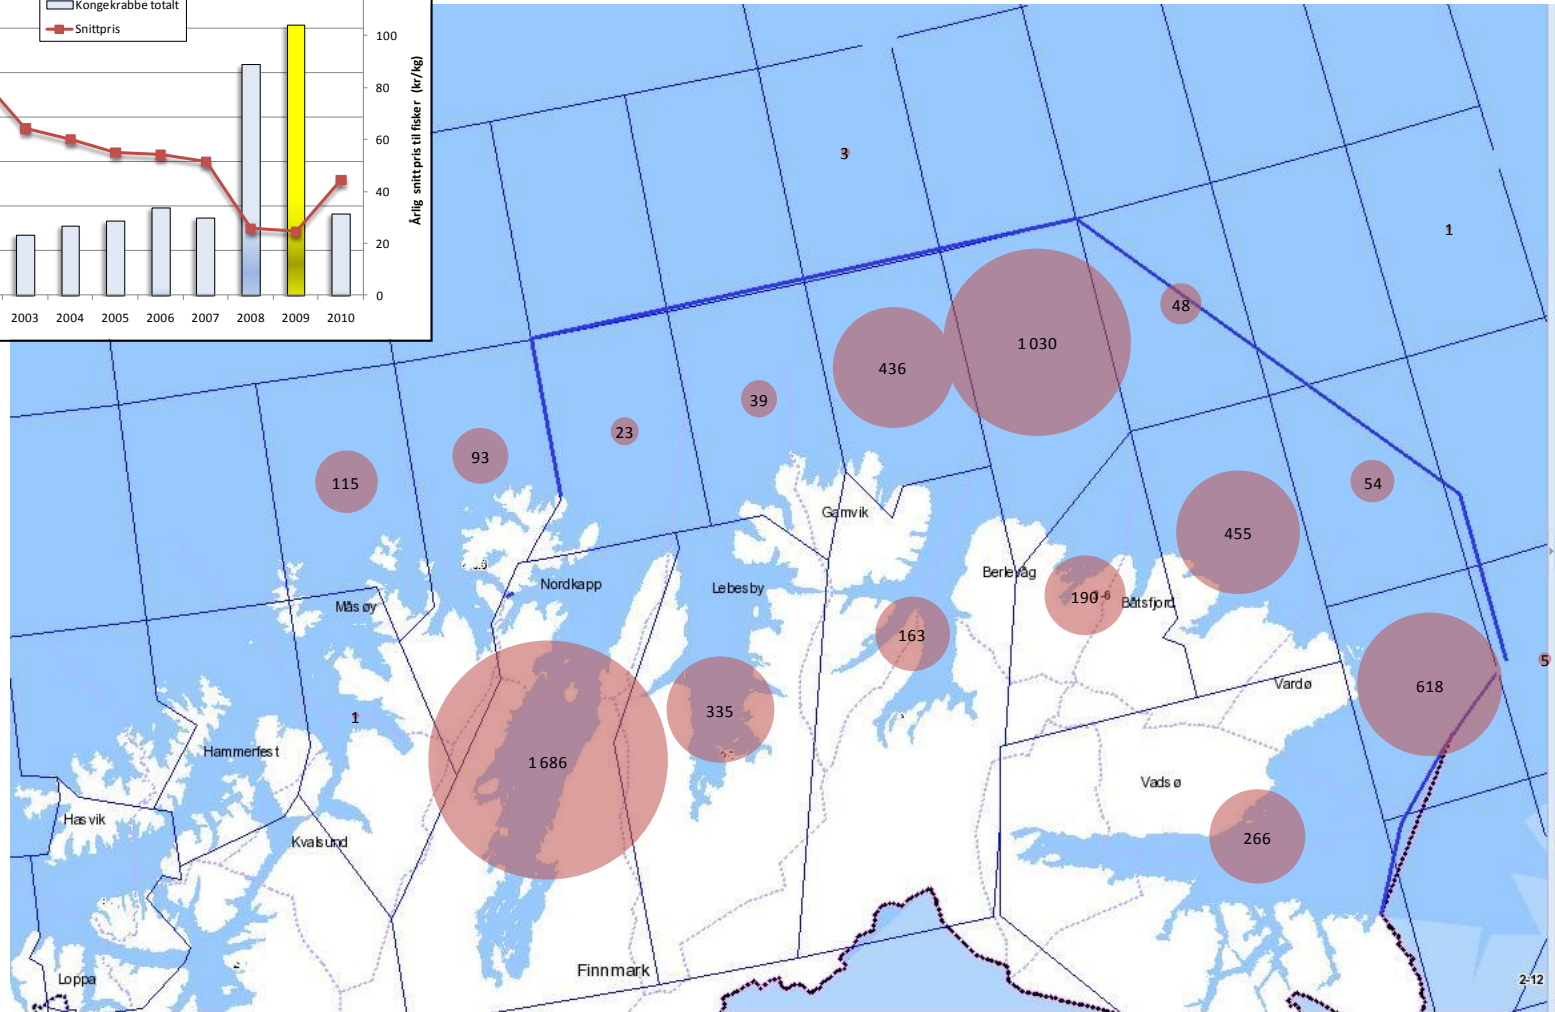 Kongekrabbe totalt
Snittpris
100
80
60
40
20
0
Årlig snittpris til fisker (kr/kg)
2003 2004 2005 2006 2007 2008 2009 2010
3
1
48
1 030
436
39
23
93
115
54
455
Gamvik
Berlevåg
Nordkapp
Lebesby
Måsøy
190
Båtsfjord
163
5
618
Vardø
335
1
Hammerfest
1 686
Vadsø
Hasvik
Kvalsund
266
Finnmark
Loppa
2-12